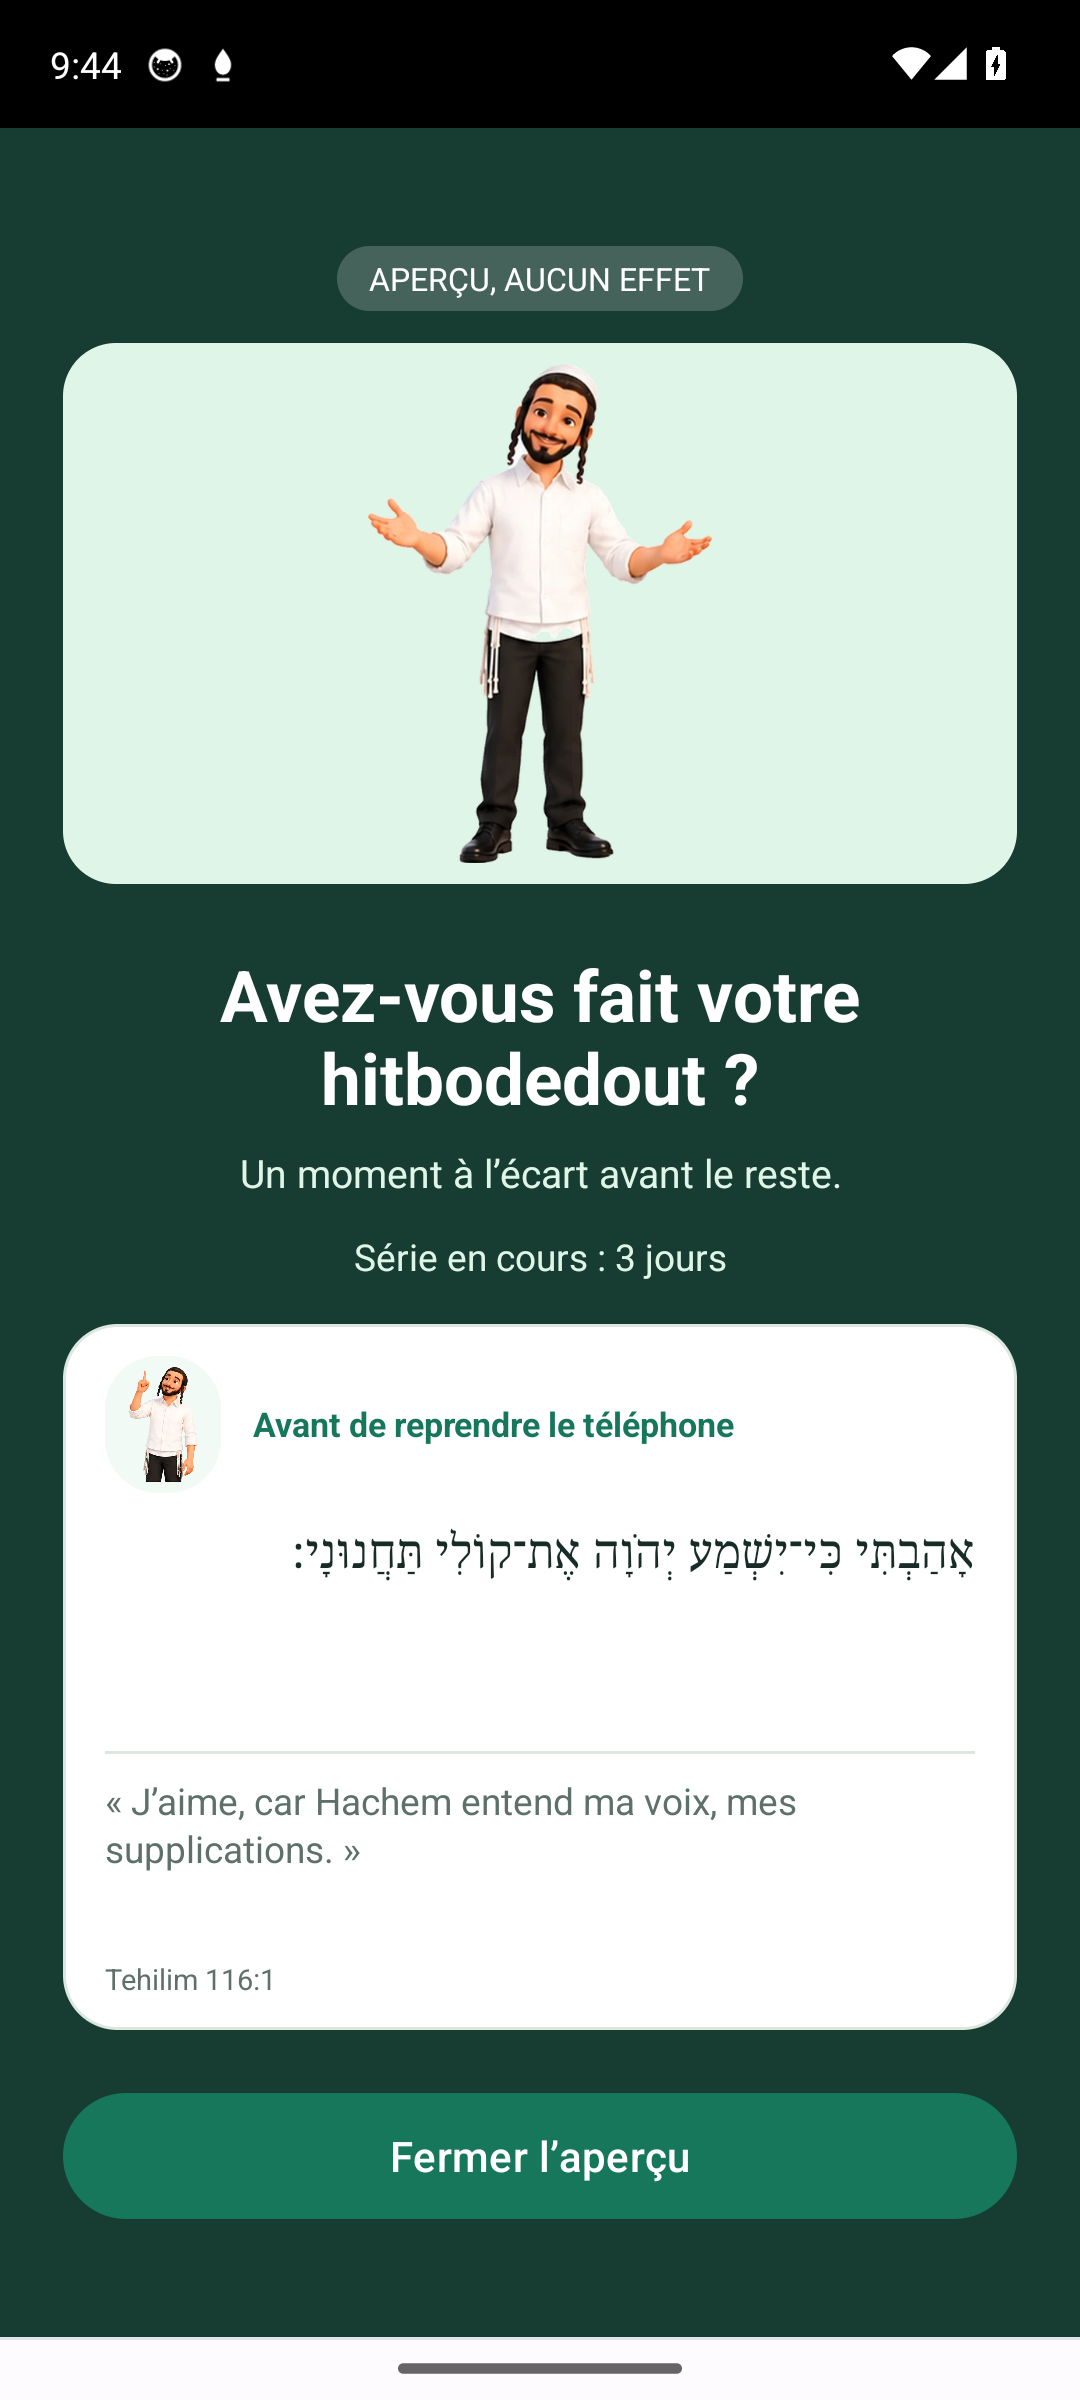 9:44
APERÇU, AUCUN EFFET
Avez-vous fait votre
hitbodedout ?
Un moment à l’écart avant le reste.
Série en cours : 3 jours
Avant de reprendre le téléphone
אָהַבְתִּי כִּי־יִשְׁמַע יְהֹוָה אֶת־קוֹלִי תַּחֲנוּנָי׃
« J’aime, car Hachem entend ma voix, mes
supplications. »
Tehilim 116:1
Fermer l’aperçu